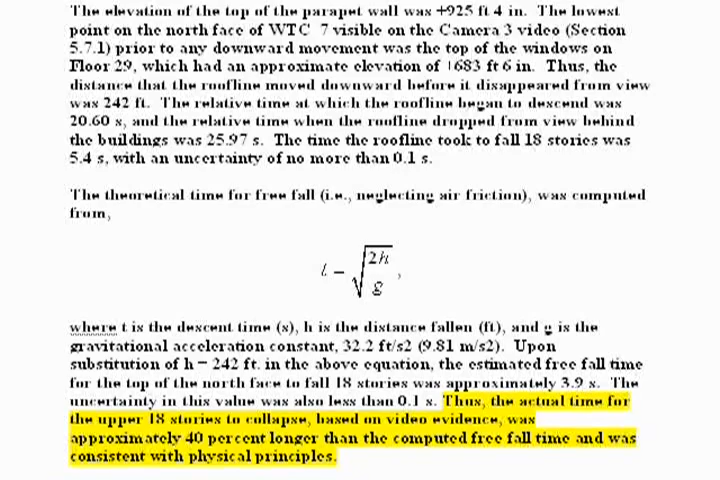 The elevation of the top of the parapet wall was +925 ft 4 in. The lowest
point on the north face of WTC 7 visible on the Camera 3 video (Section
5.7.1) prior to any downward movement was the top of the windows on
Floor 29, which had an approximate elevation of +683 ft 6 in. Thus, the
distance that the roofline moved downward before it disappeared from view
was 242 ft. The relative time at which the roofline began to descend was
20.60 s, and the relative time when the roofline dropped from view behind
the buildings was 25.97 s. The time the roofline took to fall 18 stories was
5.4 s, with an uncertainty of no more than 0.1 s.
The theoretical time for free fall (i.e., neglecting air friction), was computed
from,
t = √(2h/g),
where t is the descent time (s), h is the distance fallen (ft), and g is the
gravitational acceleration constant, 32.2 ft/s2 (9.81 m/s2). Upon
substitution of h = 242 ft. in the above equation, the estimated free fall time
for the top of the north face to fall 18 stories was approximately 3.9 s. The
uncertainty in this value was also less than 0.1 s. Thus, the actual time for
the upper 18 stories to collapse, based on video evidence, was
approximately 40 percent longer than the computed free fall time and was
consistent with physical principles.